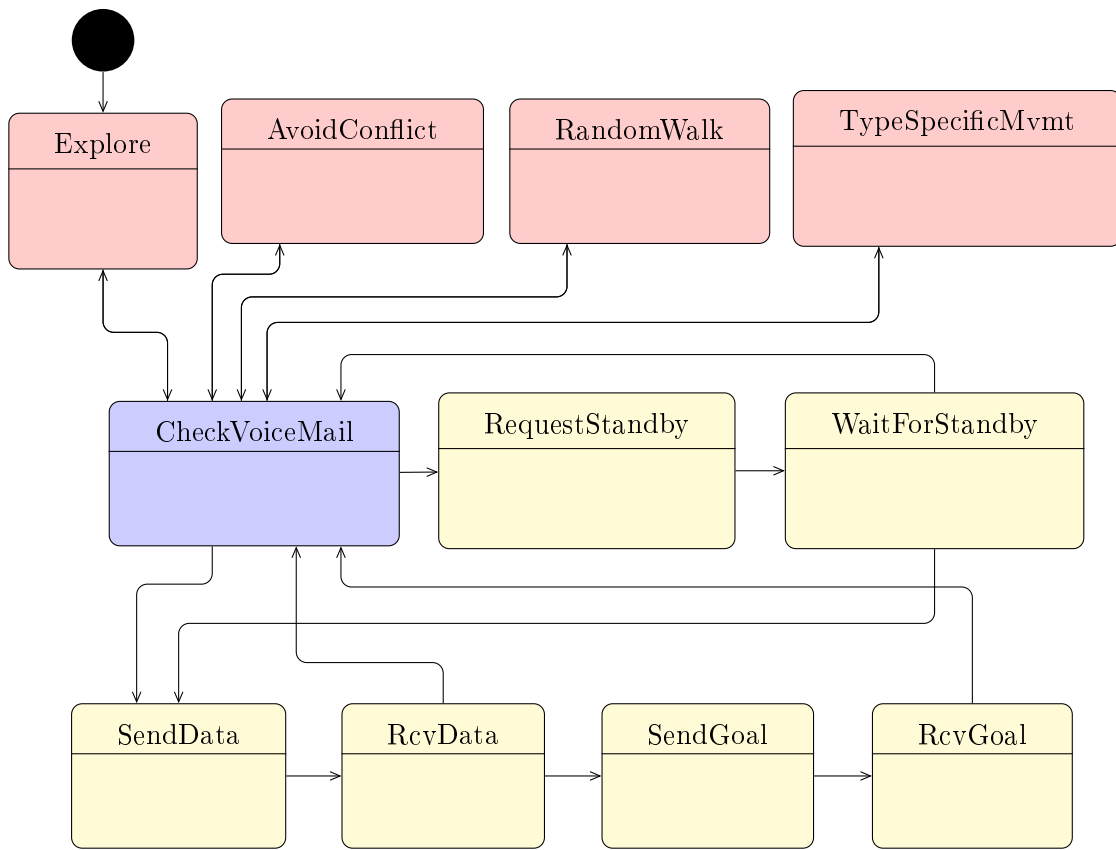 Explore
AvoidConflict
RandomWalk
TypeSpecificMvmt
CheckVoiceMail
RequestStandby
WaitForStandby
SendData
RcvData
SendGoal
RcvGoal